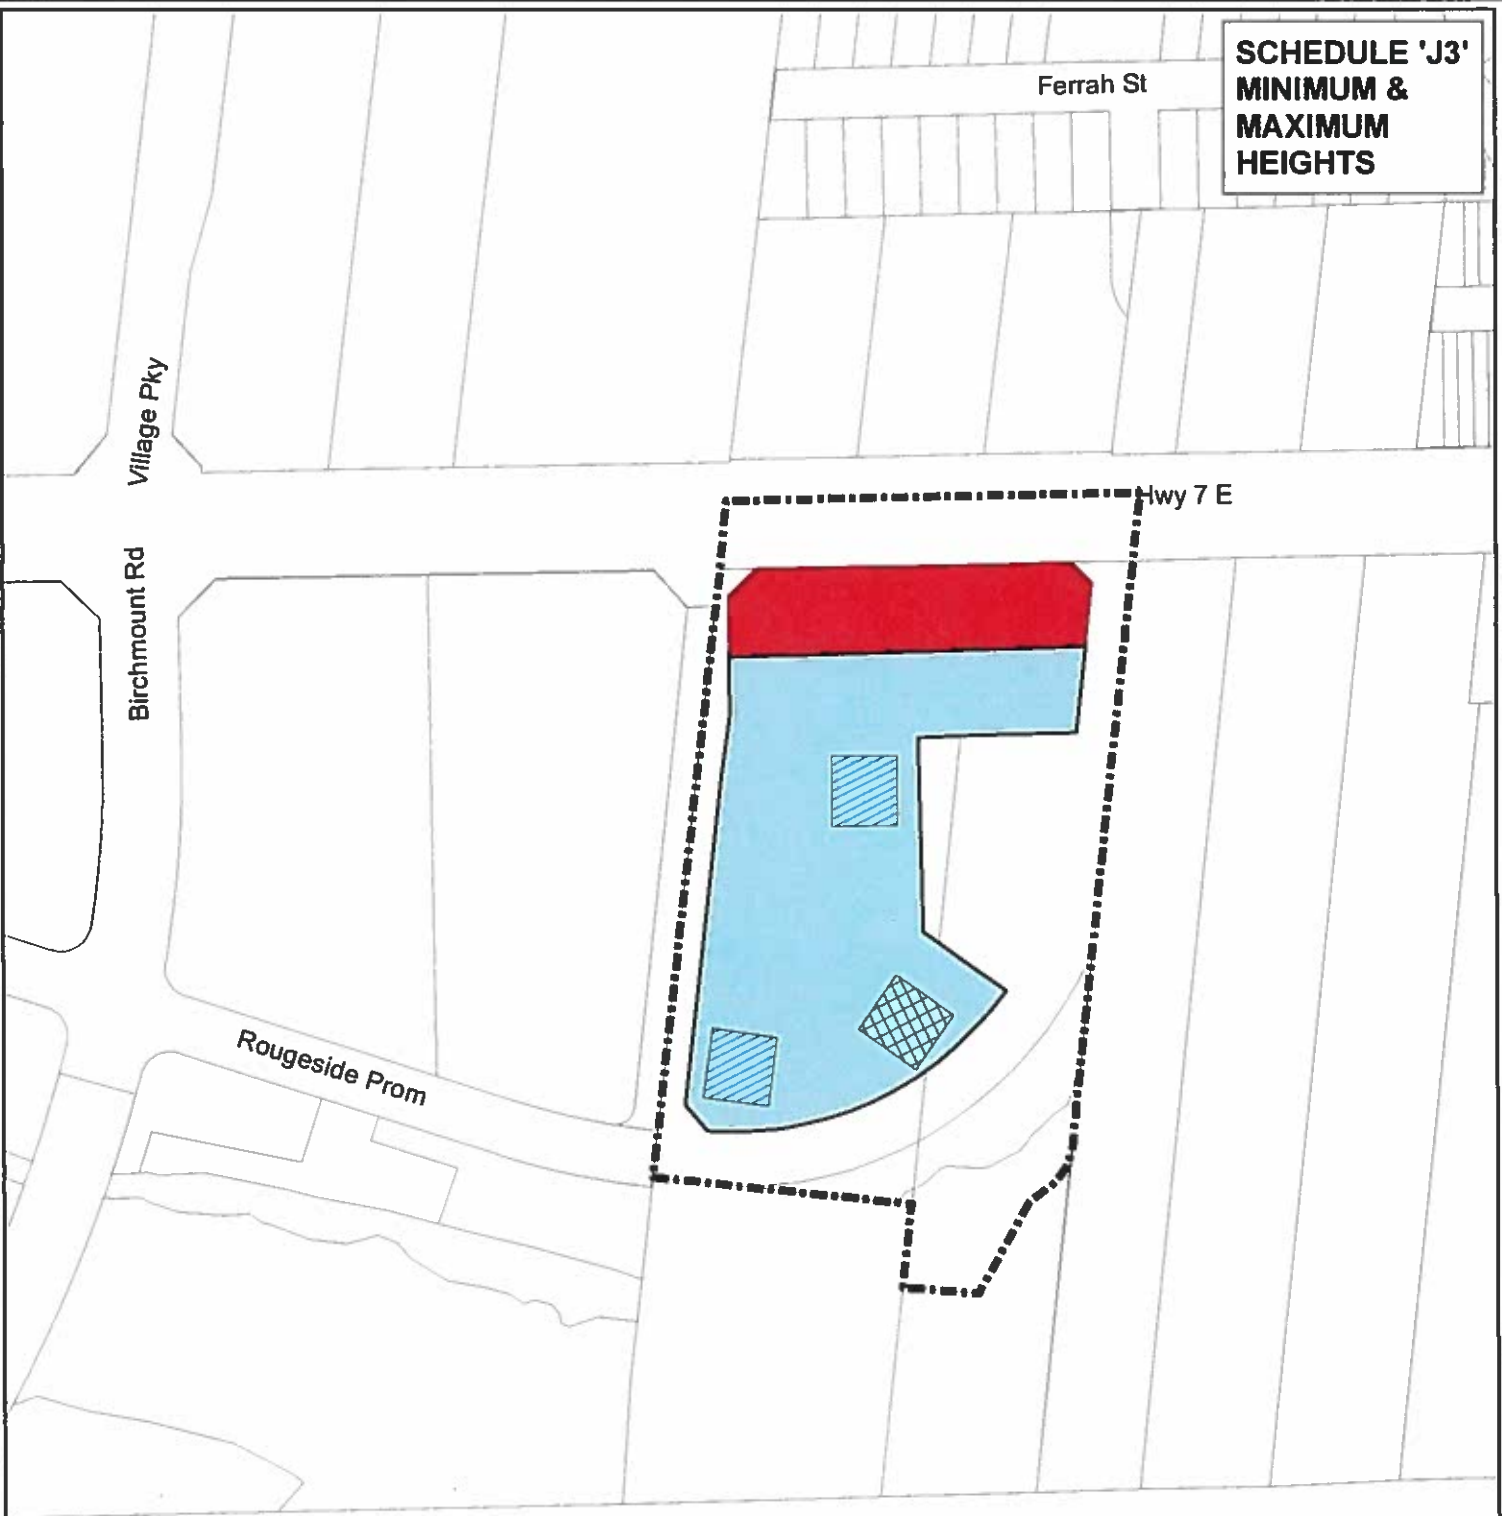 SCHEDULE 'J3'
MINIMUM &
MAXIMUM
HEIGHTS
Ferrah St
Village Pky
Hwy 7 E
Birchmount Rd
Rougeside Prom